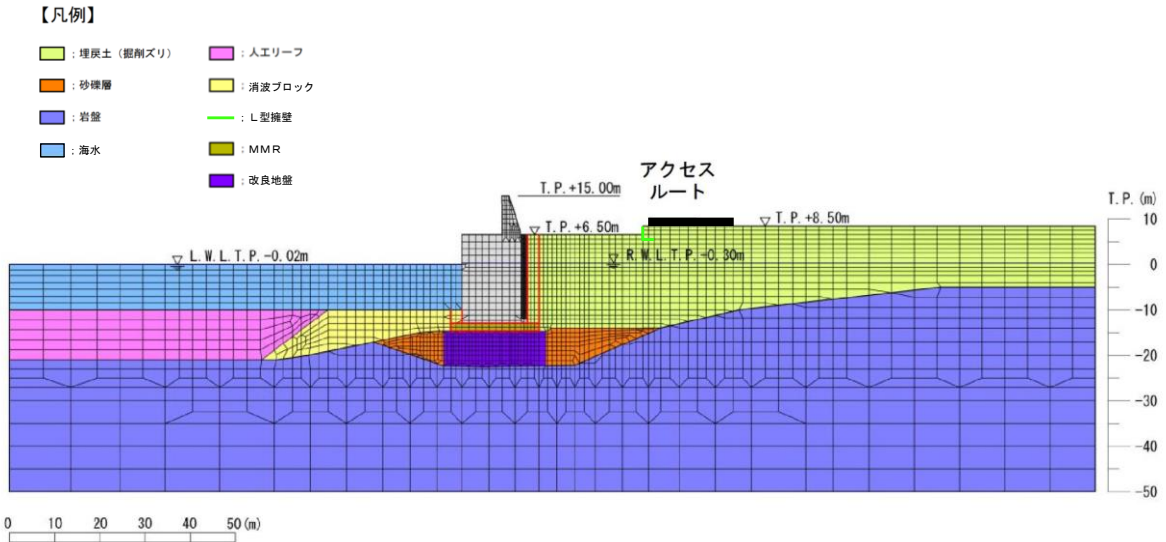 【凡例】
；埋戻土（掘削ズリ）
；砂礫層
；岩盤
；海水
；人工リーフ
；消波ブロック
；Ｌ型擁壁
；ＭＭＲ
；改良地盤
アクセス
ルート
T.P.+15.00m
T.P.+6.50m
T.P.+8.50m
L.W.L.T.P.-0.02m
R.W.L.T.P.-0.30m
T.P.(m)
10
0
-10
-20
-30
-40
-50
0 10 20 30 40 50(m)